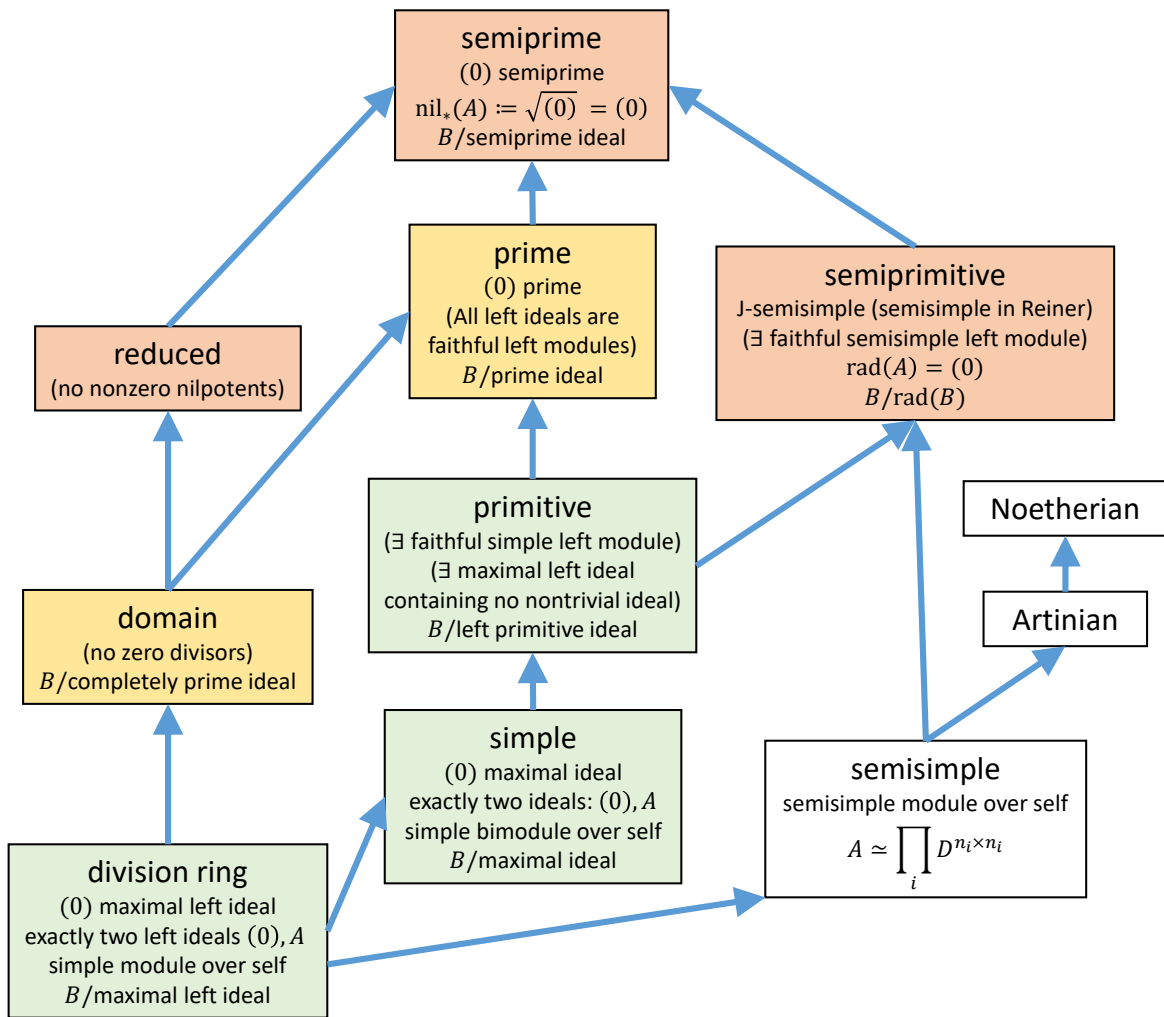 semiprime
(0) semiprime
nil∗(A) ≔ √(0) = (0)
B/semiprime ideal
prime
(0) prime
(All left ideals are
faithful left modules)
B/prime ideal
semiprimitive
J-semisimple (semisimple in Reiner)
(∃ faithful semisimple left module)
rad(A) = (0)
B/rad(B)
reduced
(no nonzero nilpotents)
primitive
(∃ faithful simple left module)
(∃ maximal left ideal
containing no nontrivial ideal)
B/left primitive ideal
Noetherian
Artinian
domain
(no zero divisors)
B/completely prime ideal
simple
(0) maximal ideal
exactly two ideals: (0), A
simple bimodule over self
B/maximal ideal
semisimple
semisimple module over self
A ≃ ∏_i D^{n_i×n_i}
division ring
(0) maximal left ideal
exactly two left ideals (0), A
simple module over self
B/maximal left ideal